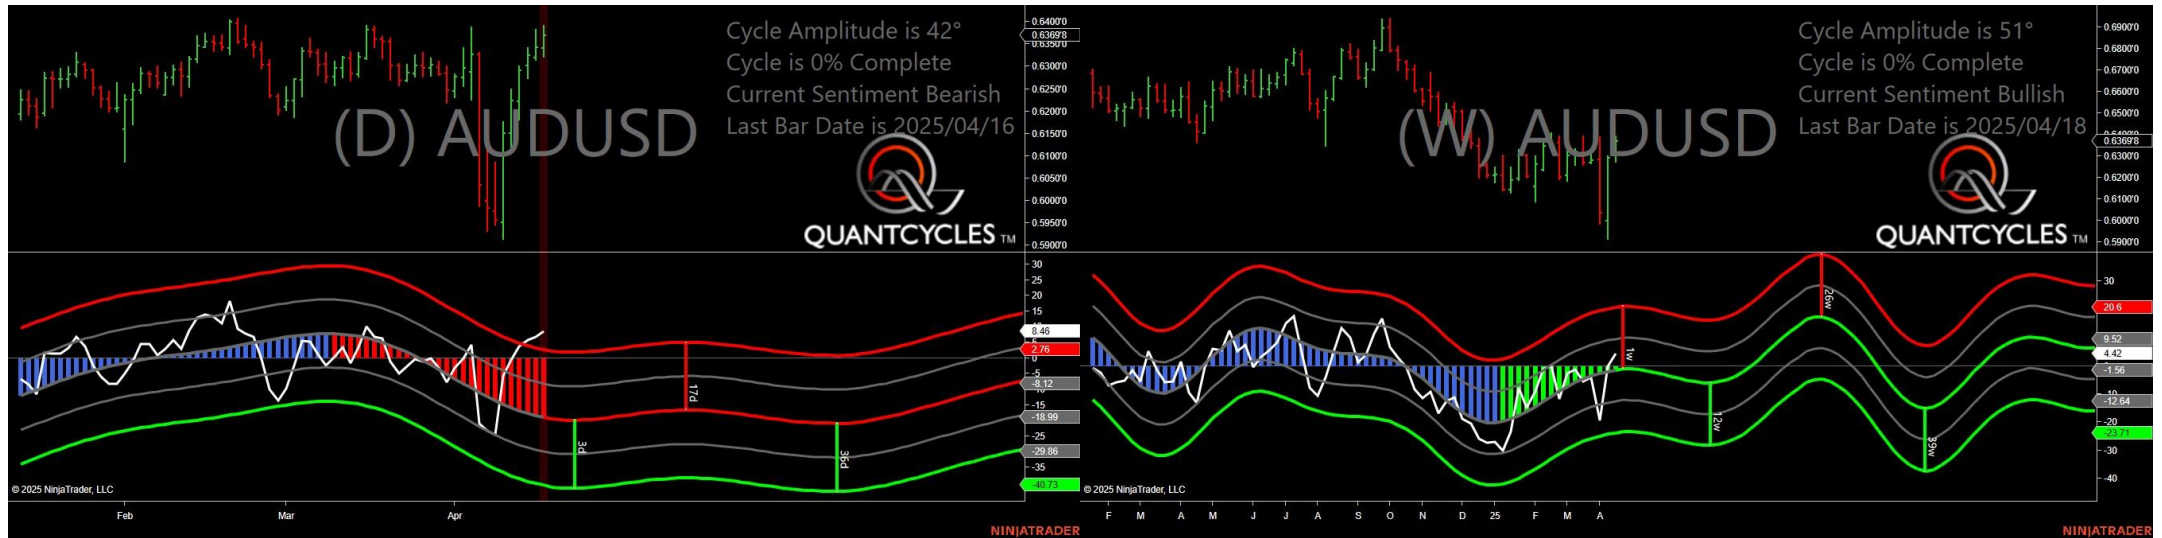 Cycle Amplitude is 42°
Cycle is 0% Complete
Current Sentiment Bearish
Last Bar Date is 2025/04/16
(D) AUDUSD
QUANTCYCLES TM
0.6400'0
0.6369'8
0.6350'0
0.6300'0
0.6250'0
0.6200'0
0.6150'0
0.6100'0
0.6050'0
0.6000'0
0.5950'0
0.5900'0
30
25
20
15
8.46
2.76
0
-5
-8.12
-15
-18.99
-25
-29.86
-35
-40.73
3d
17d
36d
© 2025 NinjaTrader, LLC
Feb
Mar
Apr
NINJATRADER
Cycle Amplitude is 51°
Cycle is 0% Complete
Current Sentiment Bullish
Last Bar Date is 2025/04/18
(W) AUDUSD
QUANTCYCLES TM
0.6900'0
0.6800'0
0.6700'0
0.6600'0
0.6500'0
0.6400'0
0.6369'8
0.6300'0
0.6200'0
0.6100'0
0.6000'0
0.5900'0
30
20.6
9.52
4.42
-1.56
-10
-12.64
-20
-23.71
-30
-40
1w
12w
26w
39w
© 2025 NinjaTrader, LLC
F
M
A
M
J
J
A
S
O
N
D
25
F
M
A
NINJATRADER